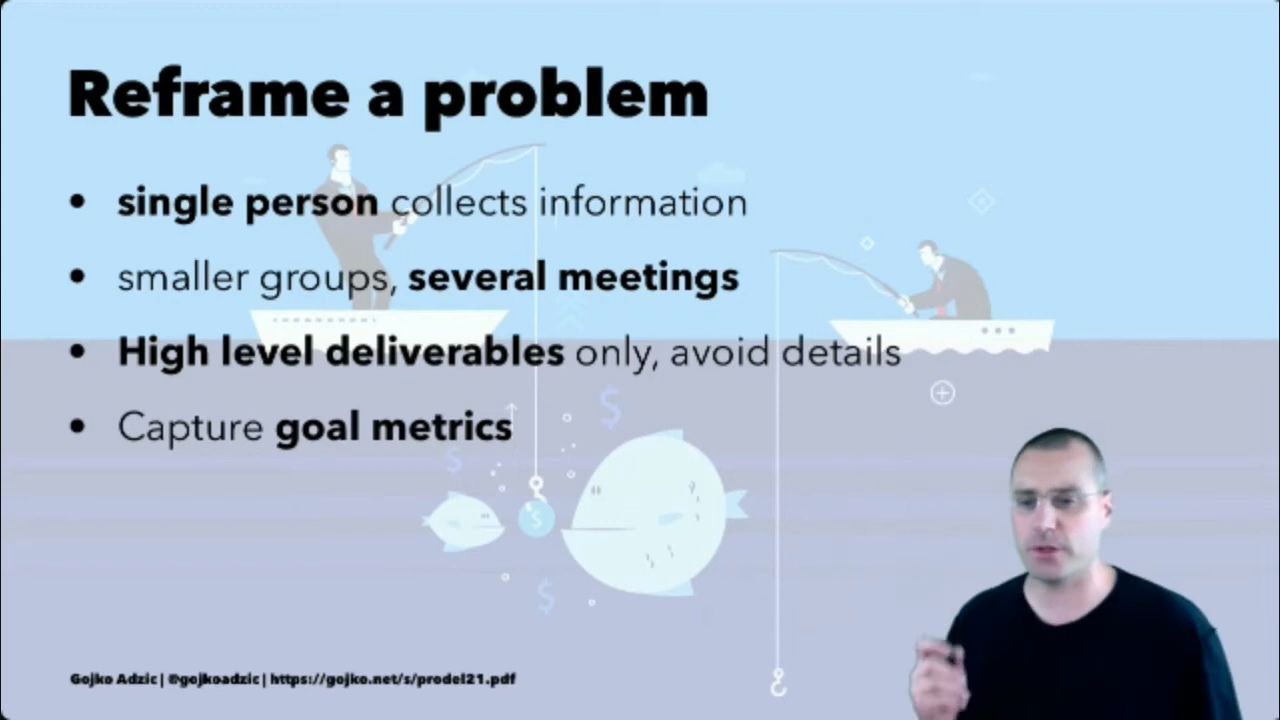 Reframe a problem
• single person collects information
• smaller groups, several meetings
• High level deliverables only, avoid details
• Capture goal metrics
Gojko Adzic | @gojkoadzic | https://gojko.net/s/prodel21.pdf